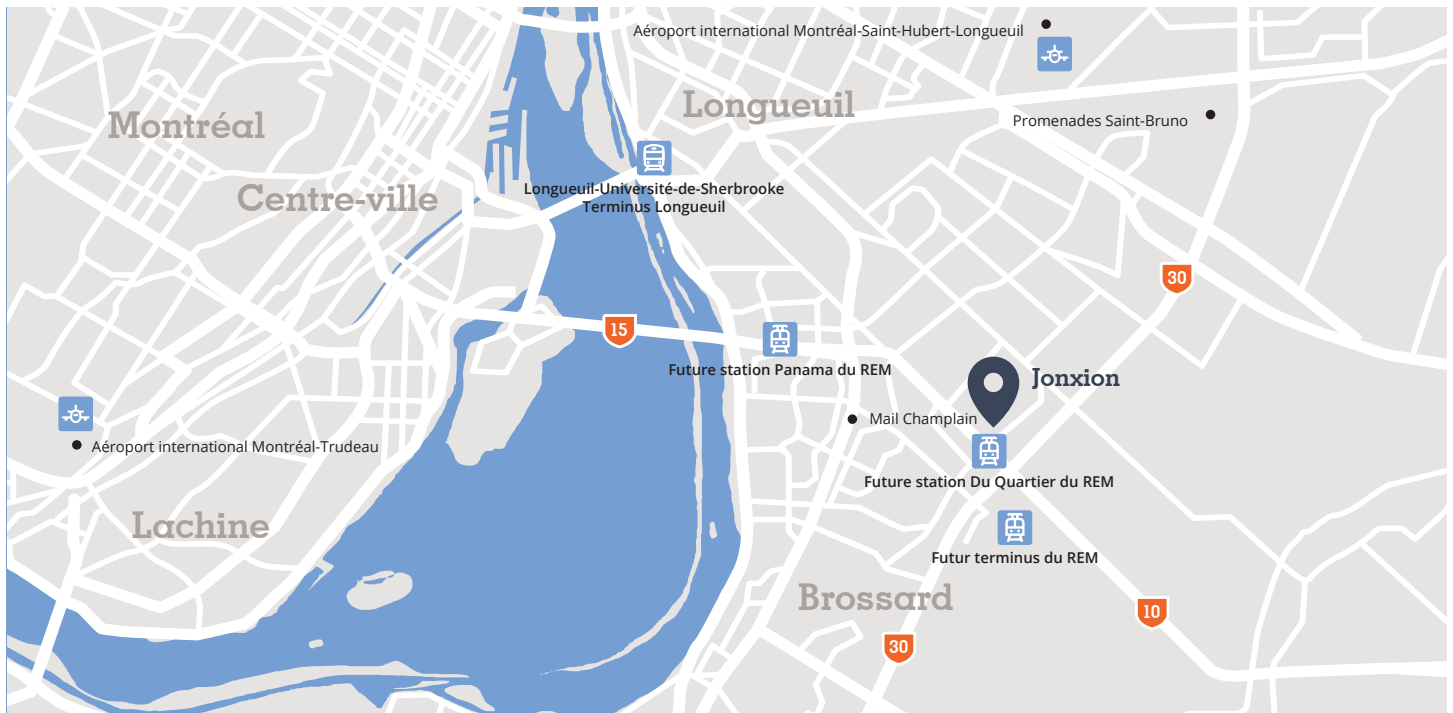 Aéroport international Montréal-Saint-Hubert-Longueuil
Longueuil
Montréal
Promenades Saint-Bruno
Longueuil-Université-de-Sherbrooke
Terminus Longueuil
Centre-ville
30
15
Future station Panama du REM
Jonxion
Mail Champlain
Aéroport international Montréal-Trudeau
Future station Du Quartier du REM
Lachine
Futur terminus du REM
Brossard
10
30